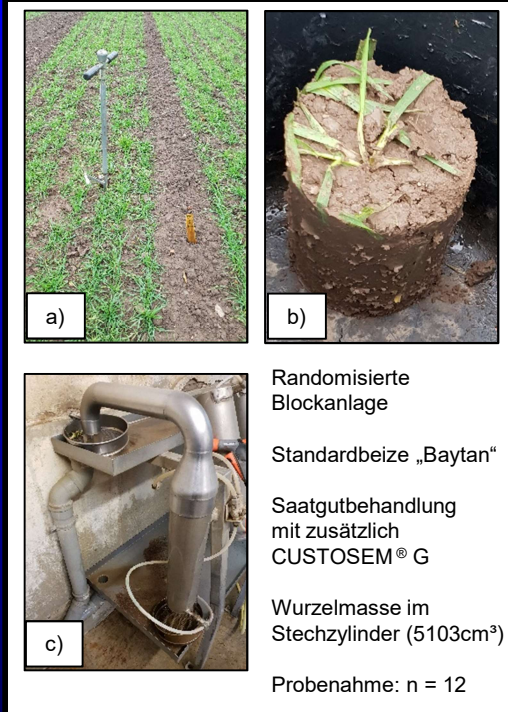 a)
b)
c)
Randomisierte
Blockanlage
Standardbeize „Baytan“
Saatgutbehandlung
mit zusätzlich
CUSTOSEM® G
Wurzelmasse im
Stechzylinder (5103cm³)
Probenahme: n = 12